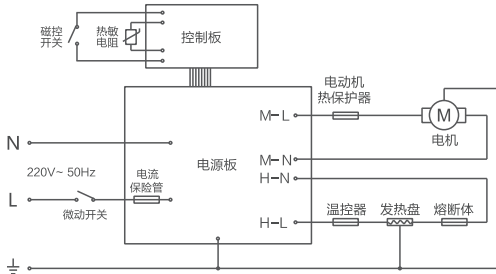 磁控
开关
热敏
电阻
控制板
电动机
热保护器
M-L
M
电机
N
M-N
220V~ 50Hz
电流
保险管
电源板
H-N
L
微动开关
H-L
温控器
发热盘
熔断体